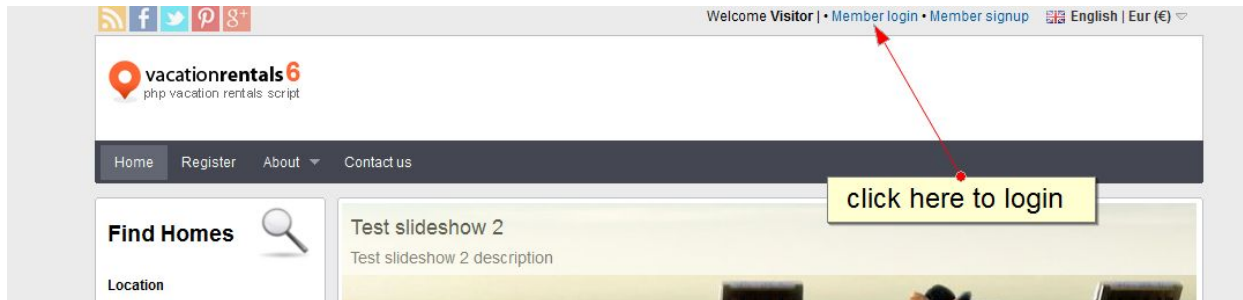 Welcome Visitor | • Member login • Member signup English | Eur (€)
vacationrentals6
php vacation rentals script
Home Register About Contact us
click here to login
Find Homes
Test slideshow 2
Test slideshow 2 description
Location